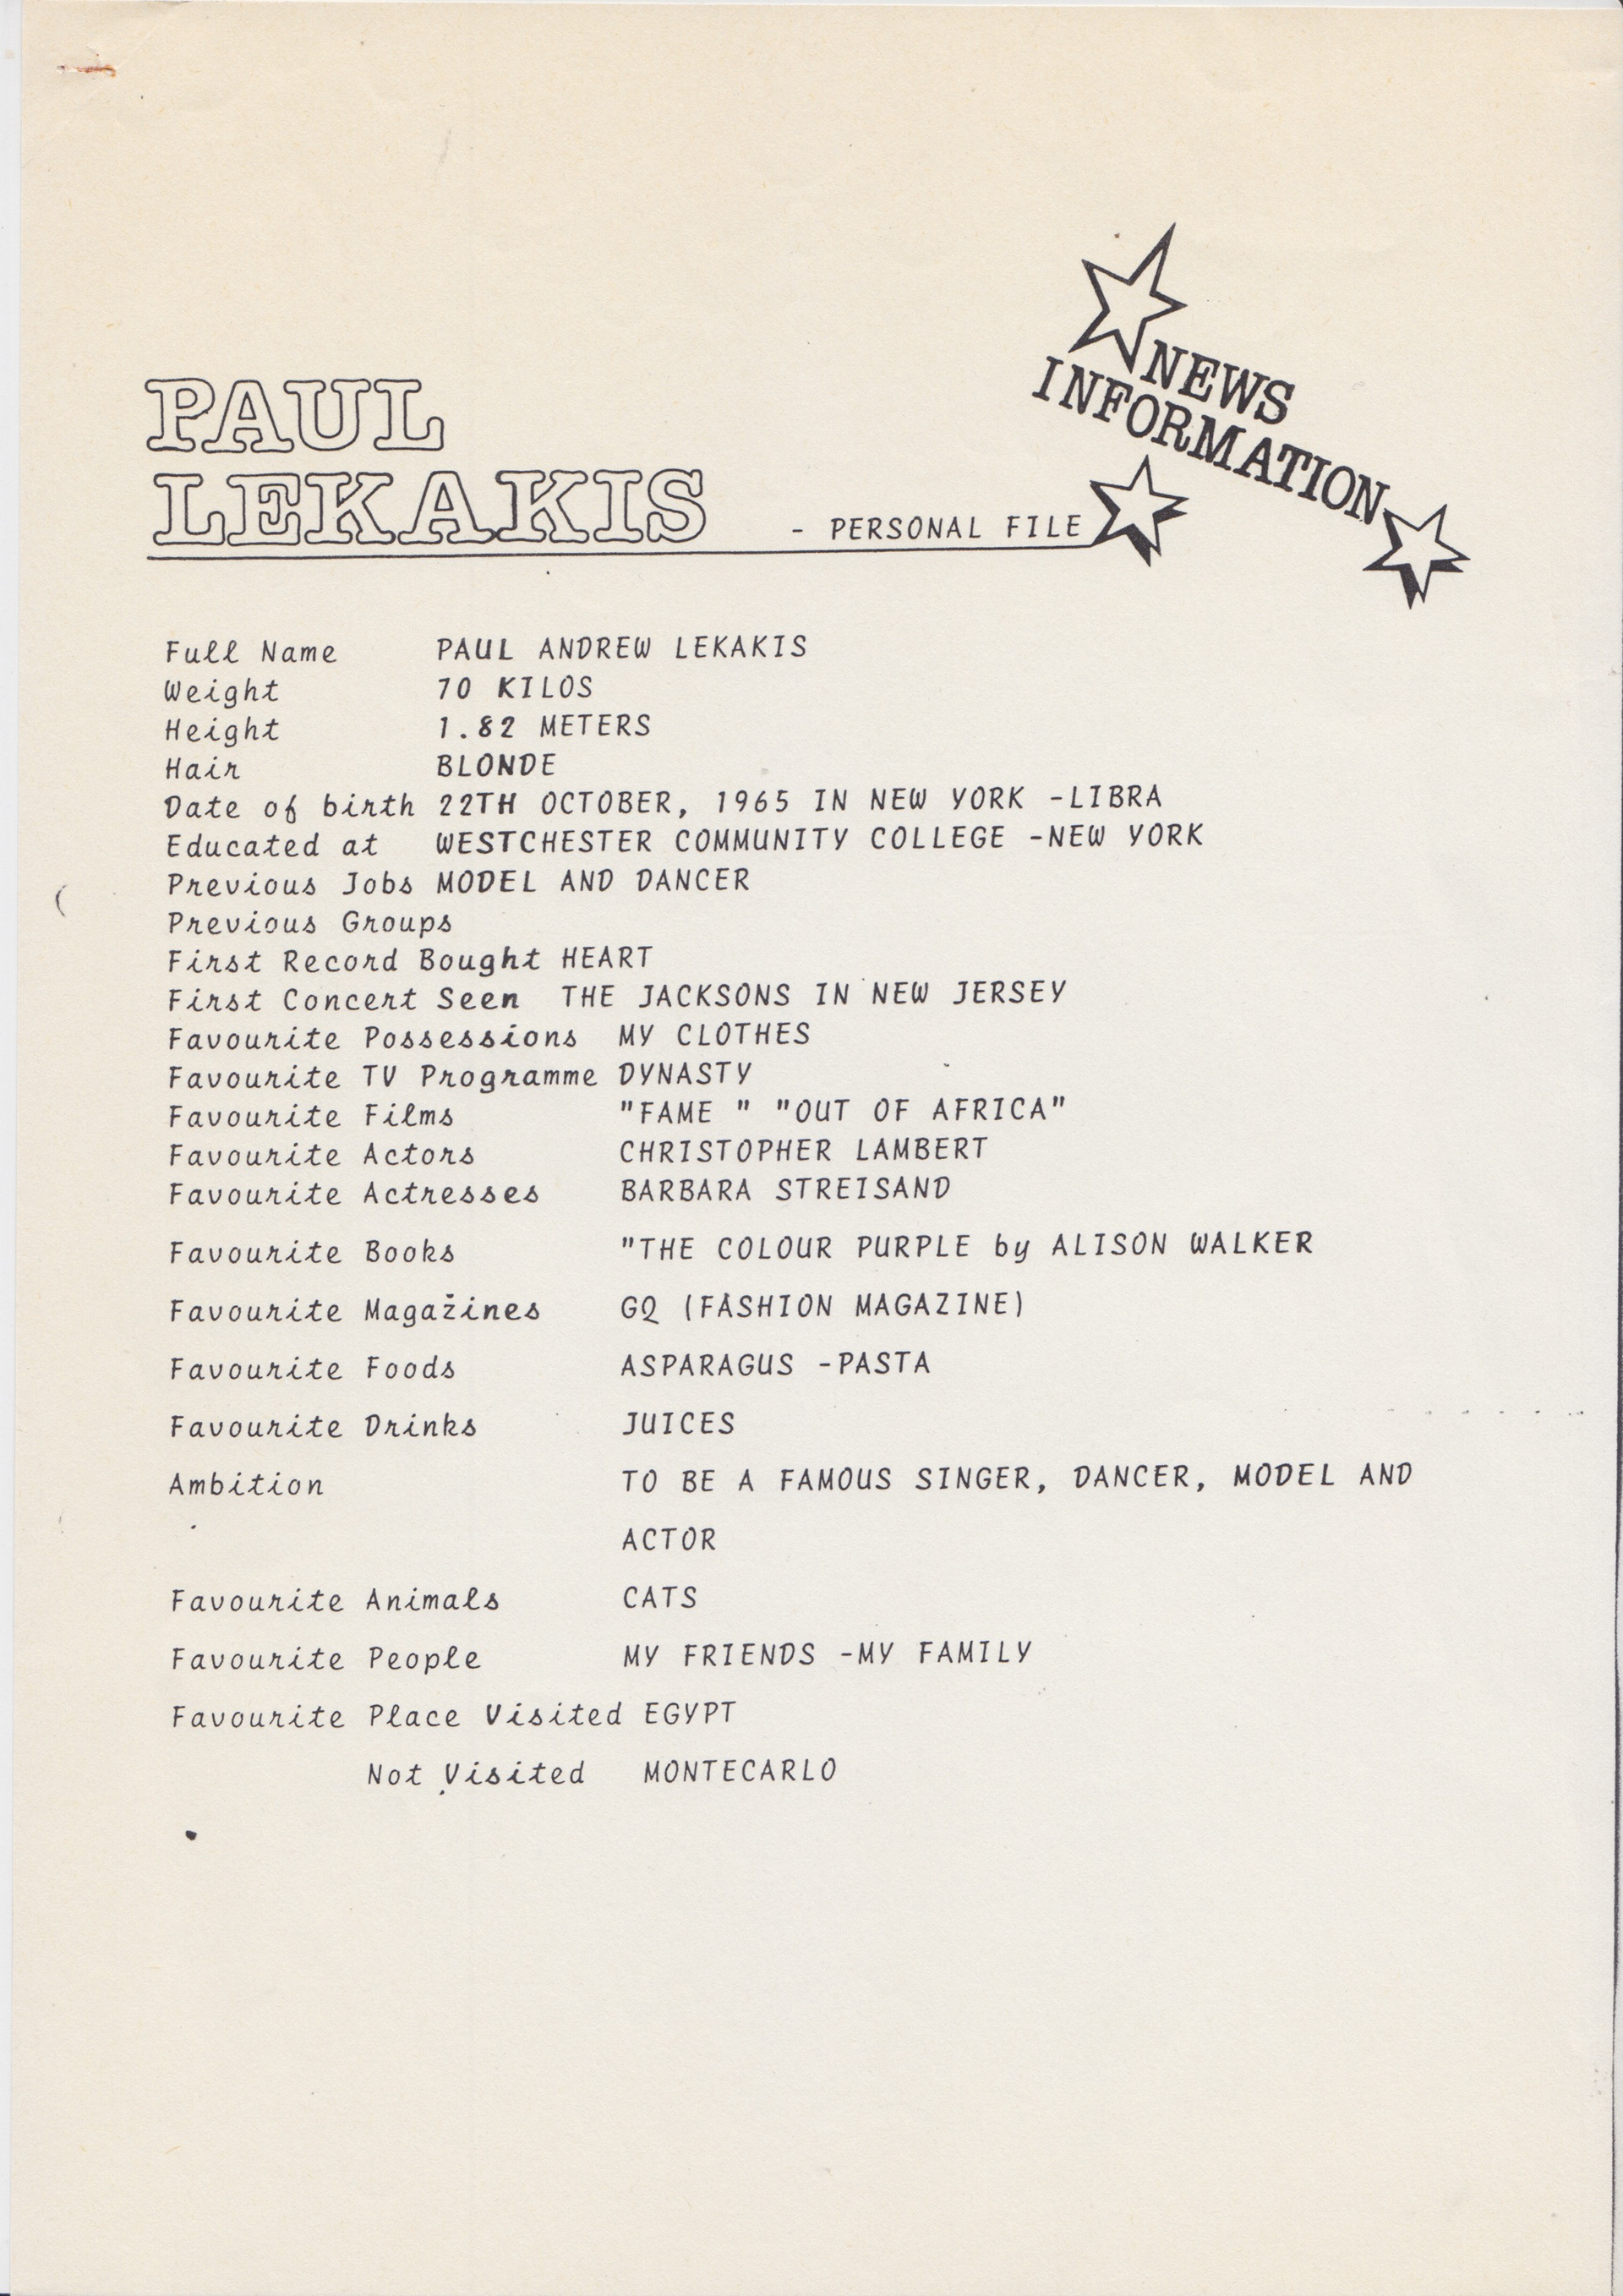 NEWS
INFORMATION
PAUL
LEKAKIS - PERSONAL FILE
Full Name PAUL ANDREW LEKAKIS
Weight 70 KILOS
Height 1.82 METERS
Hair BLONDE
Date of birth 22TH OCTOBER, 1965 IN NEW YORK -LIBRA
Educated at WESTCHESTER COMMUNITY COLLEGE -NEW YORK
Previous Jobs MODEL AND DANCER
Previous Groups
First Record Bought HEART
First Concert Seen THE JACKSONS IN NEW JERSEY
Favourite Possessions MY CLOTHES
Favourite TV Programme DYNASTY
Favourite Films "FAME " "OUT OF AFRICA"
Favourite Actors CHRISTOPHER LAMBERT
Favourite Actresses BARBARA STREISAND
Favourite Books "THE COLOUR PURPLE by ALISON WALKER
Favourite Magazines GQ (FASHION MAGAZINE)
Favourite Foods ASPARAGUS -PASTA
Favourite Drinks JUICES
Ambition TO BE A FAMOUS SINGER, DANCER, MODEL AND
ACTOR
Favourite Animals CATS
Favourite People MY FRIENDS -MY FAMILY
Favourite Place Visited EGYPT
Not Visited MONTECARLO